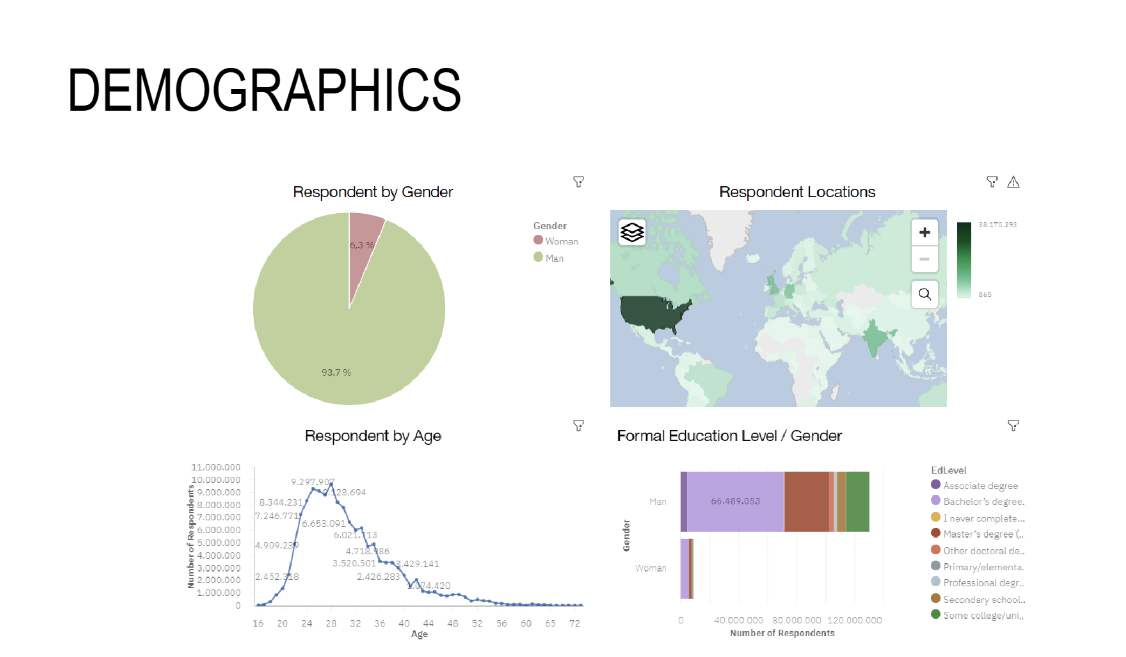 DEMOGRAPHICS
Respondent by Gender
6,3 %
93,7 %
Gender
Woman
Man
Respondent Locations
+
−
38.170.293
865
Respondent by Age
Number of Respondents
11.000.000
10.000.000
9.000.000
8.000.000
7.000.000
6.000.000
5.000.000
4.000.000
3.000.000
2.000.000
1.000.000
0
9.297.907
8.344.231
7.246.771
6.653.091
6.021.713
4.909.239
4.718.986
3.520.501
3.429.141
2.452.318
2.426.283
16 20 24 28 32 36 40 44 48 52 56 60 65 72
Age
Formal Education Level / Gender
Gender
Man
66.489.053
Woman
0 40.000.000 80.000.000 120.000.000
Number of Respondents
EdLevel
Associate degree
Bachelor's degree..
I never complete...
Master's degree (..
Other doctoral de..
Primary/elementa..
Professional degr..
Secondary school..
Some college/uni..